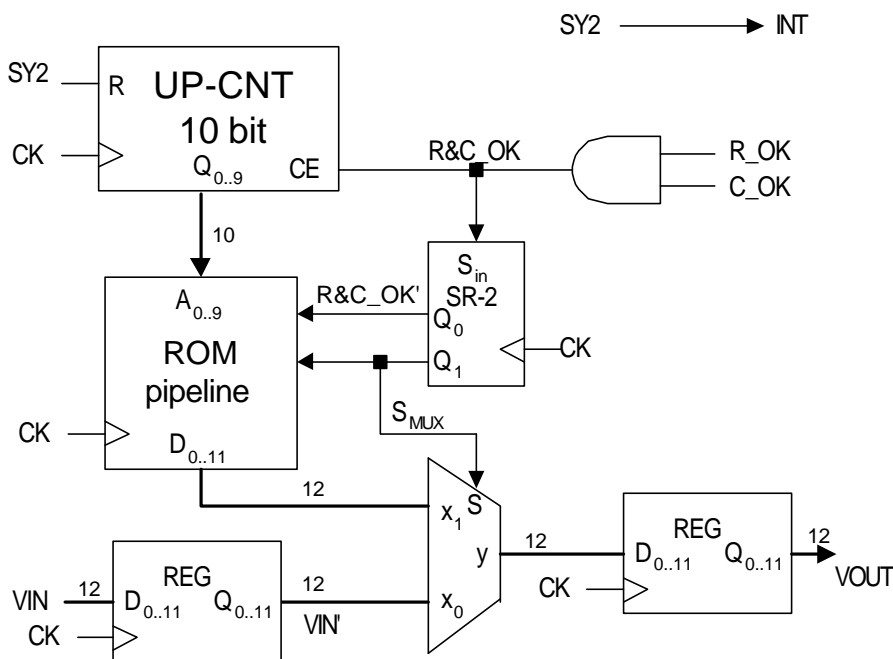 SY2 INT
SY2 R UP-CNT
10 bit
CK Q0..9 CE
R&C_OK R_OK
C_OK
10
Sin
SR-2
A0..9 R&C_OK' Q0
ROM
pipeline
Q1 CK
CK
D0..11
SMUX
12 x1 S
y 12
REG
D0..11 Q0..11 12
CK VOUT
VIN 12 REG 12
D0..11 Q0..11 x0
VIN'
CK